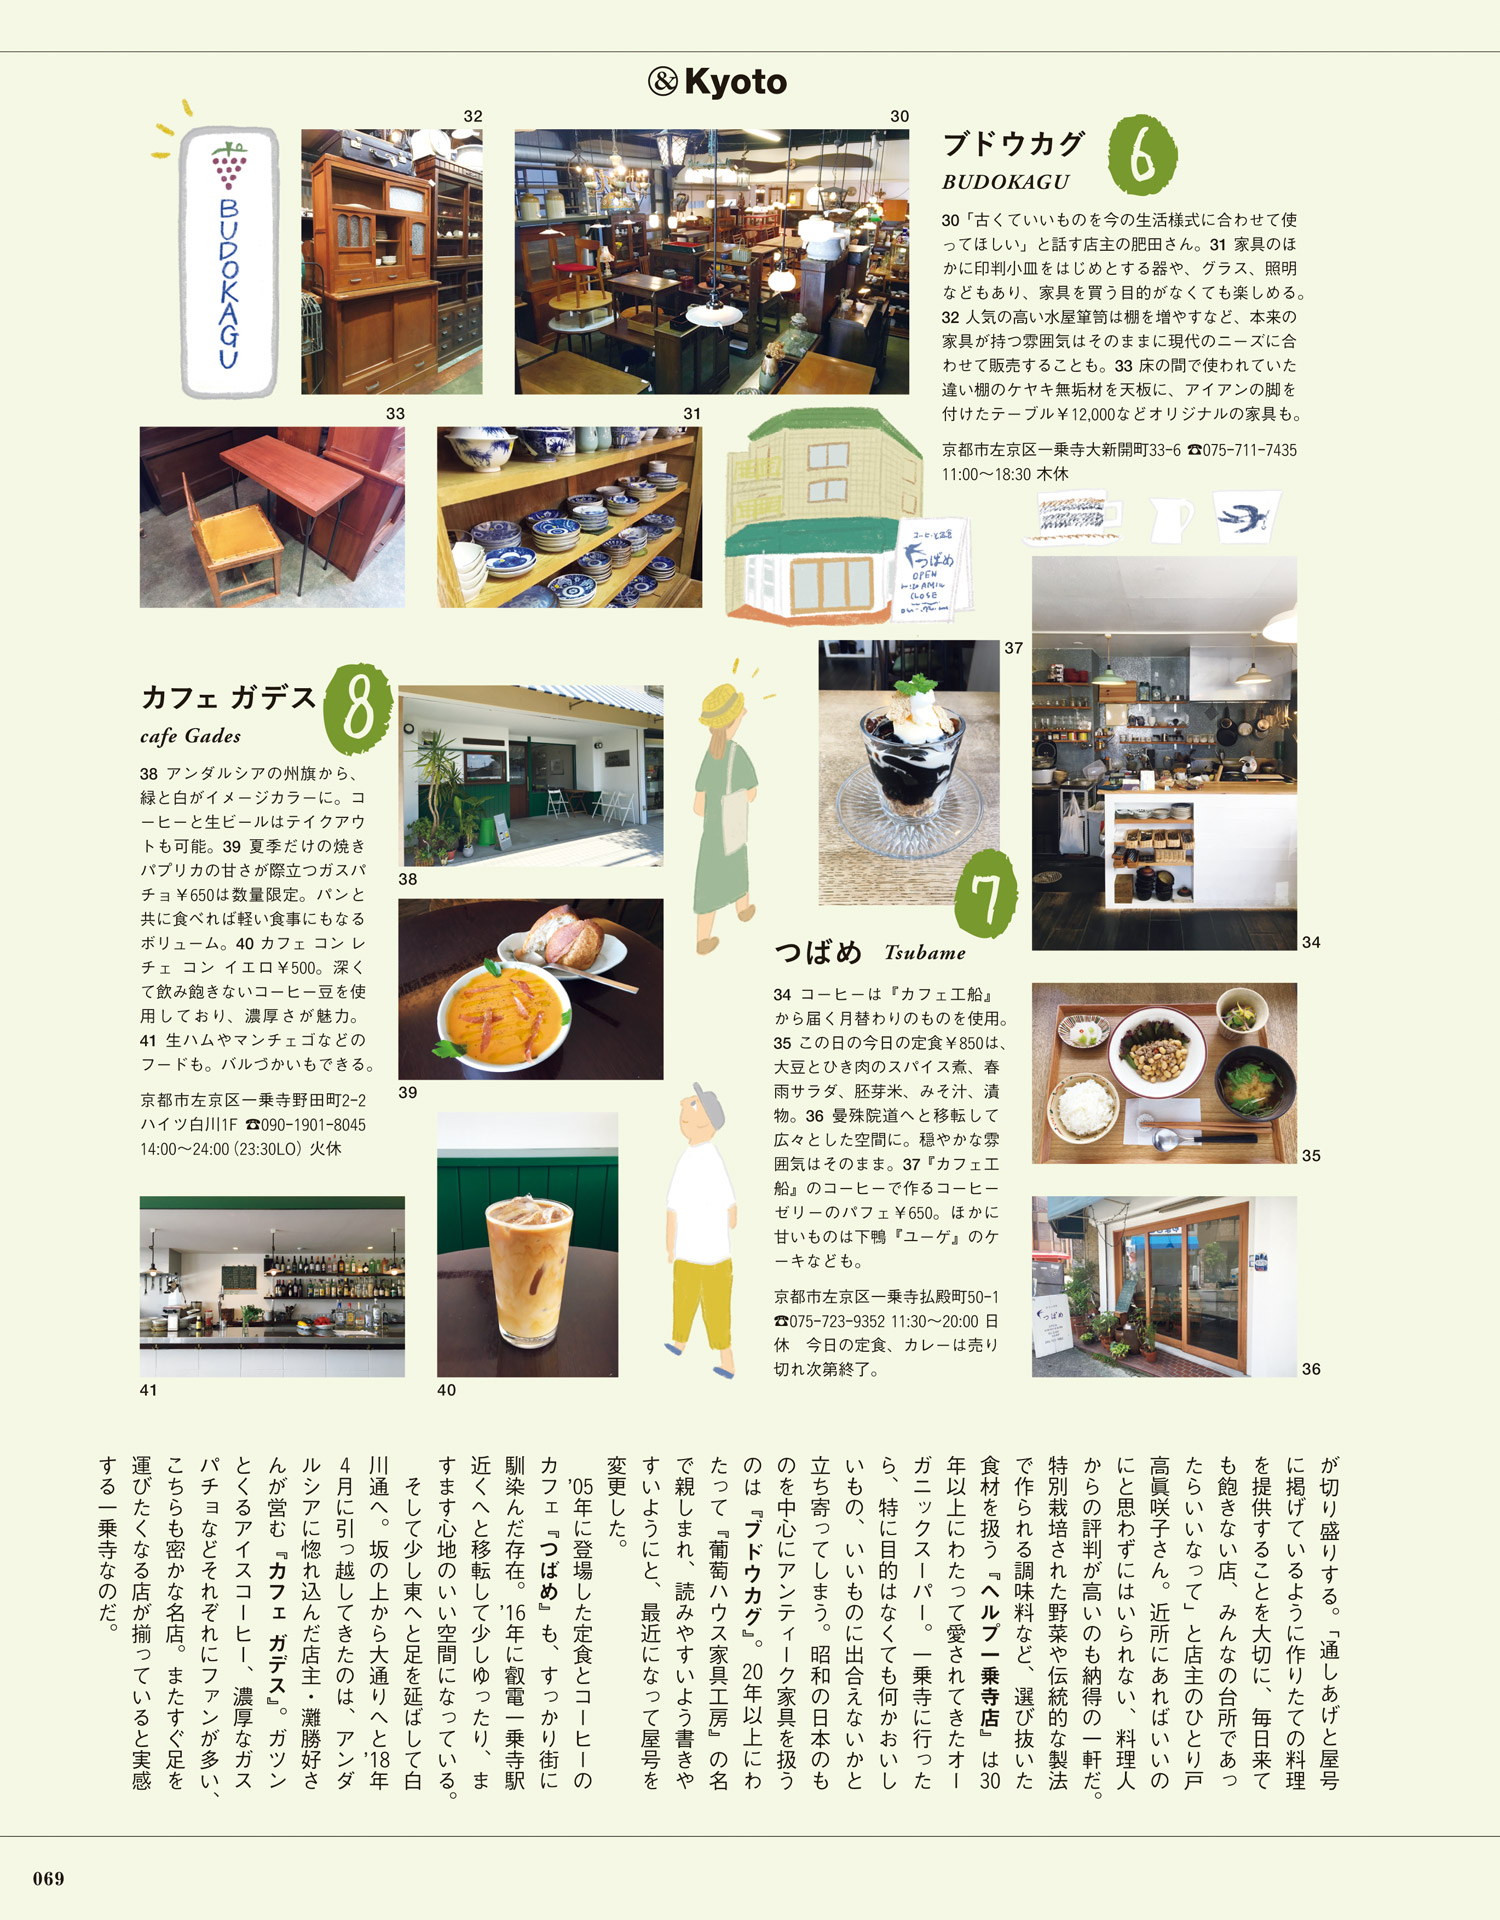 &Kyoto
BUDOKAGU
32
30
33
31
ブドウカグ
6
BUDOKAGU
30「古くていいものを今の生活様式に合わせて使
ってほしい」と話す店主の肥田さん。31 家具のほ
かに印判小皿をはじめとする器や、グラス、照明
などもあり、家具を買う目的がなくても楽しめる。
32 人気の高い水屋箪笥は棚を増やすなど、本来の
家具が持つ雰囲気はそのままに現代のニーズに合
わせて販売することも。33 床の間で使われていた
違い棚のケヤキ無垢材を天板に、アイアンの脚を
付けたテーブル¥12,000などオリジナルの家具も。
京都市左京区一乗寺大新開町33-6 ☎075-711-7435
11:00〜18:30 木休
つばめ
OPEN
CLOSE
37
34
7
つばめ Tsubame
34 コーヒーは『カフェ工船』
から届く月替わりのものを使用。
35 この日の今日の定食¥850は、
大豆とひき肉のスパイス煮、春
雨サラダ、胚芽米、みそ汁、漬
物。36 曼殊院道へと移転して
広々とした空間に。穏やかな雰
囲気はそのまま。37『カフェ工
船』のコーヒーで作るコーヒー
ゼリーのパフェ¥650。ほかに
甘いものは下鴨『ユーゲ』のケ
ーキなども。
京都市左京区一乗寺払殿町50-1
☎075-723-9352 11:30〜20:00 日
休　今日の定食、カレーは売り
切れ次第終了。
35
つばめ
36
カフェ ガデス
8
cafe Gades
38 アンダルシアの州旗から、
緑と白がイメージカラーに。コ
ーヒーと生ビールはテイクアウ
トも可能。39 夏季だけの焼き
パプリカの甘さが際立つガスパ
チョ¥650は数量限定。パンと
共に食べれば軽い食事にもなる
ボリューム。40 カフェ コン レ
チェ コン イエロ¥500。深く
て飲み飽きないコーヒー豆を使
用しており、濃厚さが魅力。
41 生ハムやマンチェゴなどの
フードも。バルづかいもできる。
京都市左京区一乗寺野田町2-2
ハイツ白川1F ☎090-1901-8045
14:00〜24:00（23:30LO）火休
38
39
41
40
が切り盛りする。「通しあげと屋号
に掲げているように作りたての料理
を提供することを大切に、毎日来て
も飽きない店、みんなの台所であっ
たらいいなって」と店主のひとり戸
高眞咲子さん。近所にあればいいの
にと思わずにはいられない、料理人
からの評判が高いのも納得の一軒だ。
特別栽培された野菜や伝統的な製法
で作られる調味料など、選び抜いた
食材を扱う『ヘルプ一乗寺店』は30
年以上にわたって愛されてきたオー
ガニックスーパー。一乗寺に行った
ら、特に目的はなくても何かおいし
いもの、いいものに出合えないかと
立ち寄ってしまう。昭和の日本のも
のを中心にアンティーク家具を扱う
のは『ブドウカグ』。20年以上にわ
たって『葡萄ハウス家具工房』の名
で親しまれ、読みやすいよう書きや
すいようにと、最近になって屋号を
変更した。
’05年に登場した定食とコーヒーの
カフェ『つばめ』も、すっかり街に
馴染んだ存在。’16年に叡電一乗寺駅
近くへと移転して少しゆったり、ま
すます心地のいい空間になっている。
そして少し東へと足を延ばして白
川通へ。坂の上から大通りへと’18年
4月に引っ越してきたのは、アンダ
ルシアに惚れ込んだ店主・灘勝好さ
んが営む『カフェ ガデス』。ガツン
とくるアイスコーヒー、濃厚なガス
パチョなどそれぞれにファンが多い、
こちらも密かな名店。またすぐ足を
運びたくなる店が揃っていると実感
する一乗寺なのだ。
069